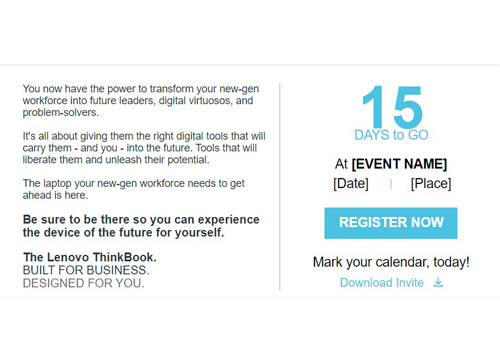 You now have the power to transform your new-gen
workforce into future leaders, digital virtuosos, and
problem-solvers.
It's all about giving them the right digital tools that will
carry them - and you - into the future. Tools that will
liberate them and unleash their potential.
The laptop your new-gen workforce needs to get
ahead is here.
Be sure to be there so you can experience
the device of the future for yourself.
The Lenovo ThinkBook.
BUILT FOR BUSINESS.
DESIGNED FOR YOU.
15
DAYS to GO
At [EVENT NAME]
[Date] | [Place]
REGISTER NOW
Mark your calendar, today!
Download Invite